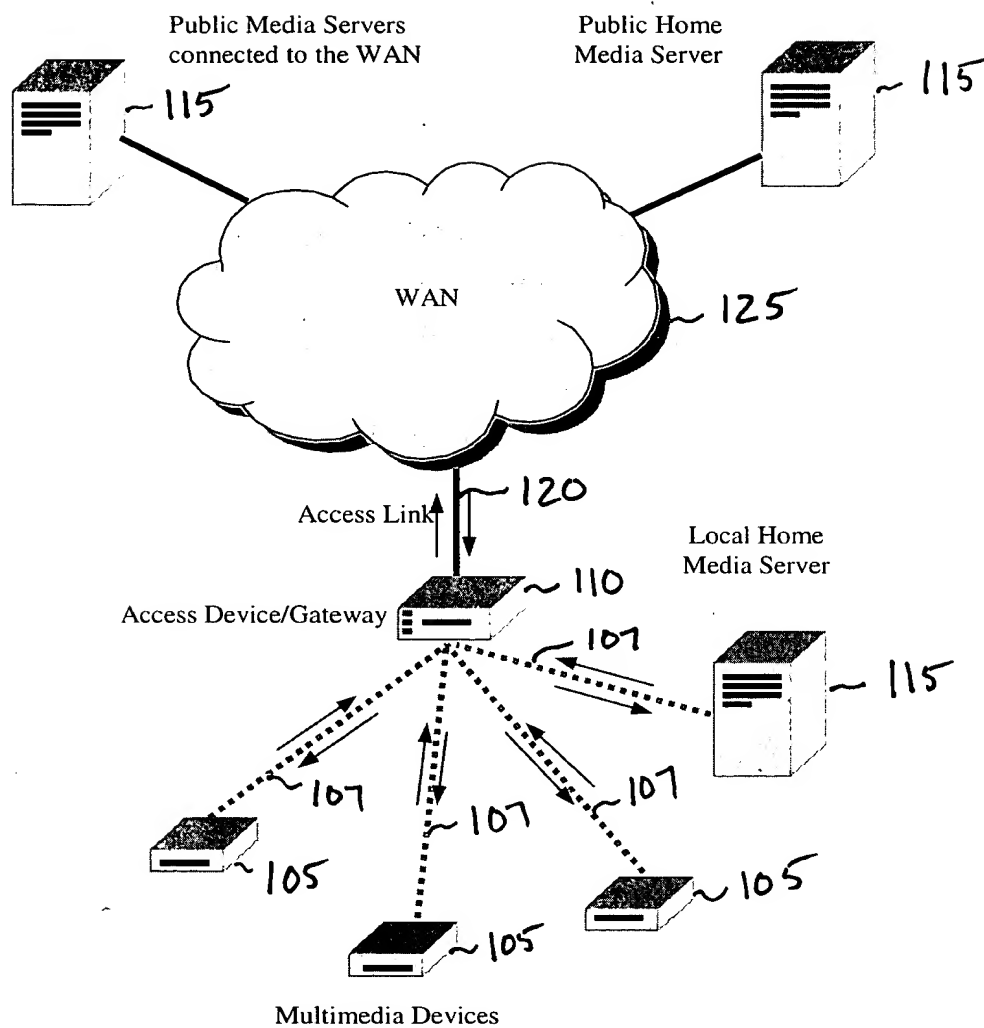 Public Media Servers
connected to the WAN
Public Home
Media Server
115
115
WAN
125
120
Access Link
Local Home
Media Server
110
Access Device/Gateway
107
115
107
107
107
105
105
105
Multimedia Devices